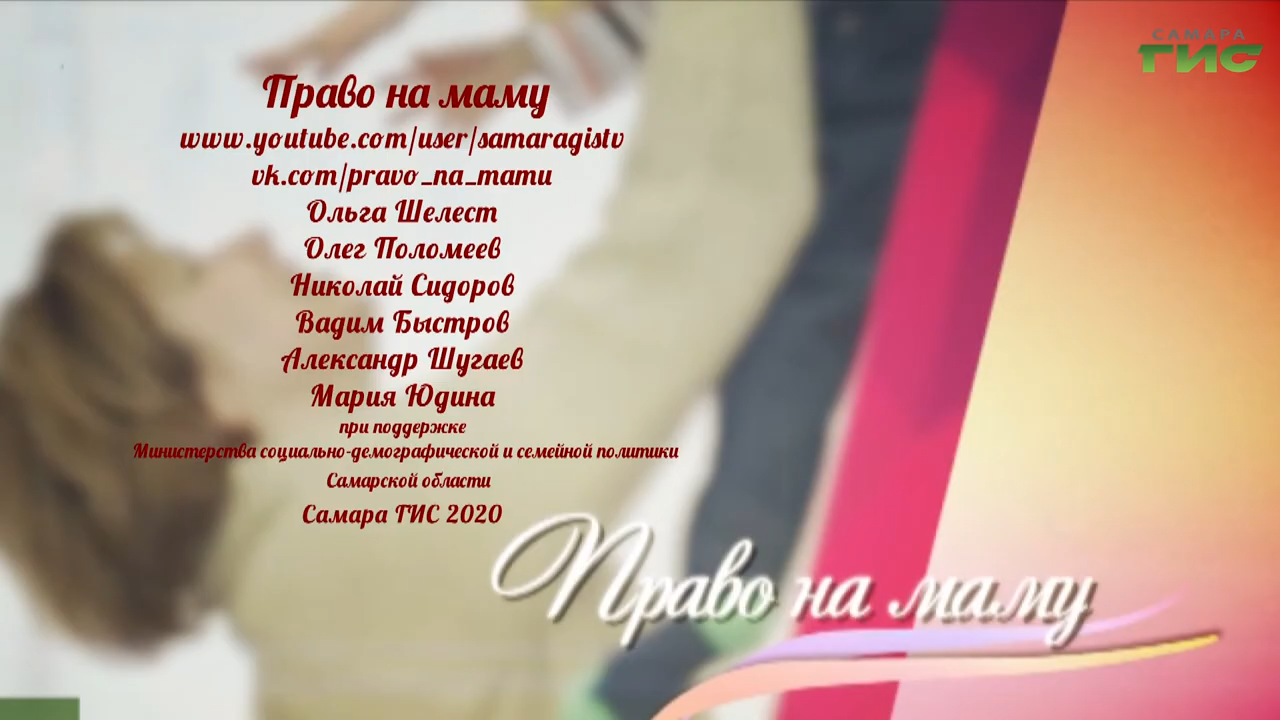 САМАРА
ГИС
Право на маму
www.youtube.com/user/samaragistv
vk.com/pravo_na_mamu
Ольга Шелест
Олег Поломеев
Николай Сидоров
Вадим Быстров
Александр Шугаев
Мария Юдина
при поддержке
Министерства социально-демографической и семейной политики
Самарской области
Самара ГИС 2020
Право на маму